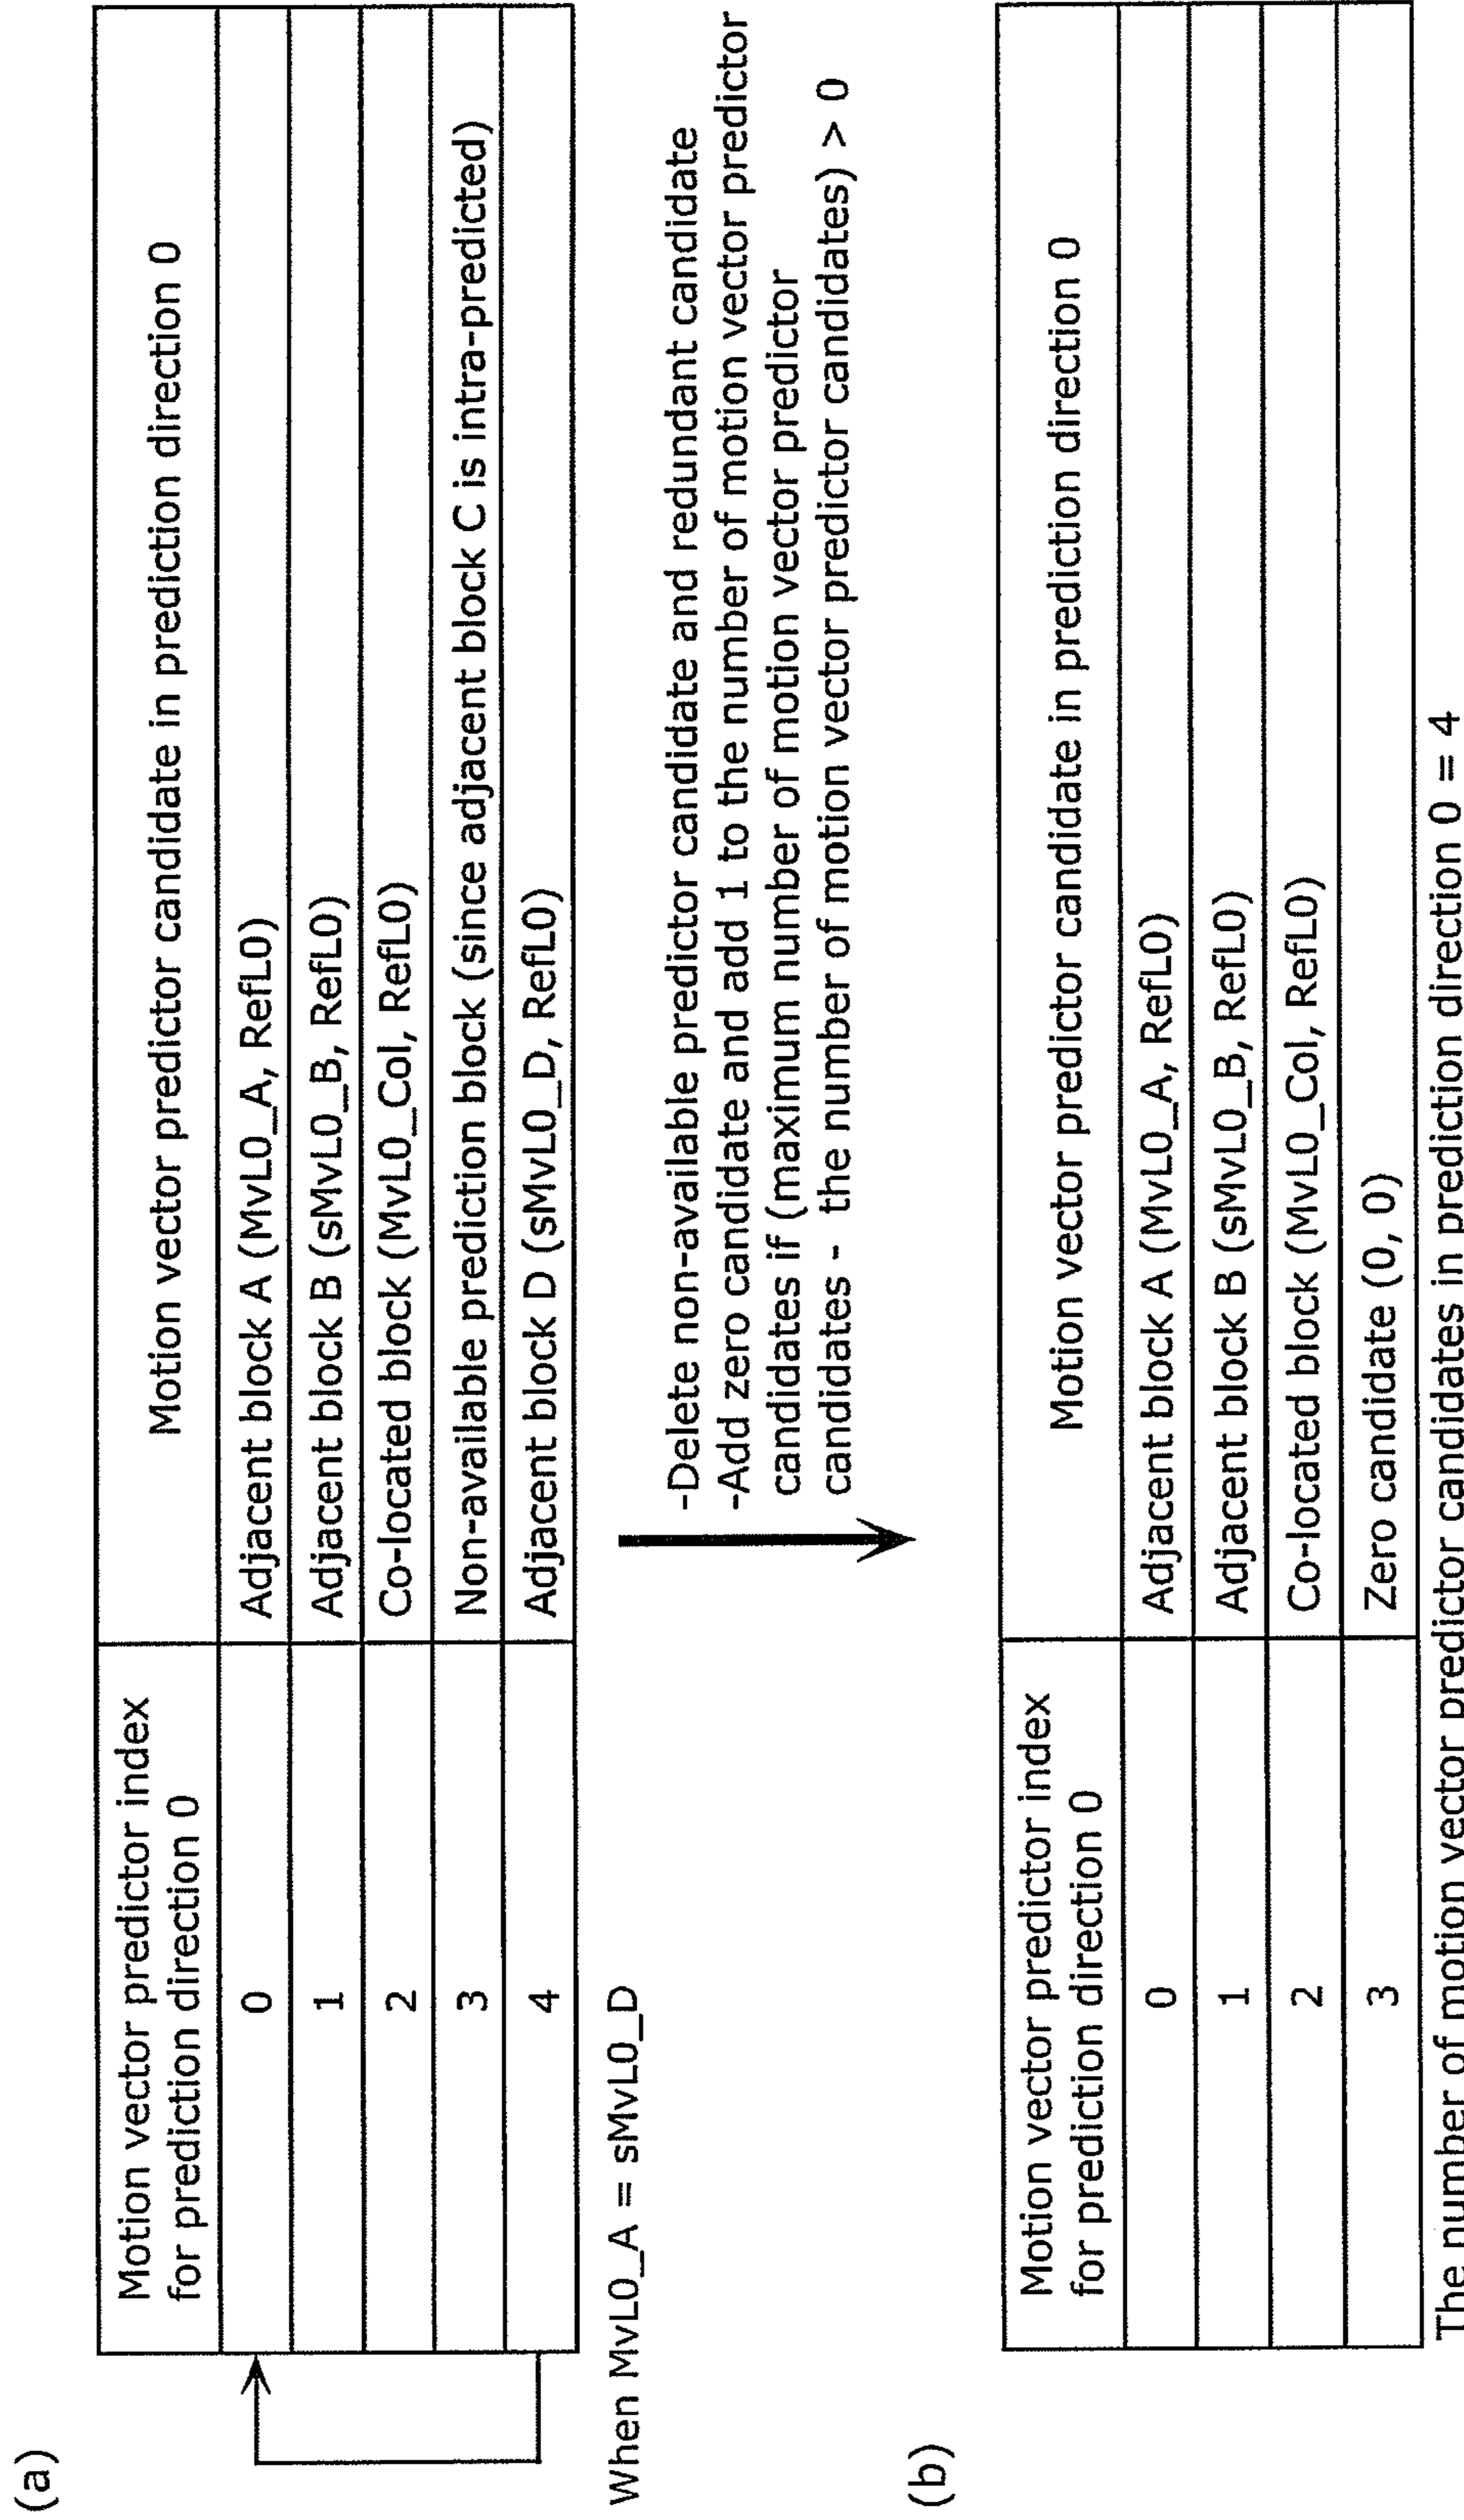 (a)
Motion vector predictor index
for prediction direction 0
Motion vector predictor candidate in prediction direction 0
0
Adjacent block A (MvL0_A, RefL0)
1
Adjacent block B (sMvL0_B, RefL0)
2
Co-located block (MvL0_Col, RefL0)
3
Non-available prediction block (since adjacent block C is intra-predicted)
4
Adjacent block D (sMvL0_D, RefL0)
When MvL0_A = sMvL0_D
-Delete non-available predictor candidate and redundant candidate
-Add zero candidate and add 1 to the number of motion vector predictor
candidates if (maximum number of motion vector predictor
candidates - the number of motion vector predictor candidates) > 0
(b)
Motion vector predictor index
for prediction direction 0
Motion vector predictor candidate in prediction direction 0
0
Adjacent block A (MvL0_A, RefL0)
1
Adjacent block B (sMvL0_B, RefL0)
2
Co-located block (MvL0_Col, RefL0)
3
Zero candidate (0, 0)
The number of motion vector predictor candidates in prediction direction 0 = 4